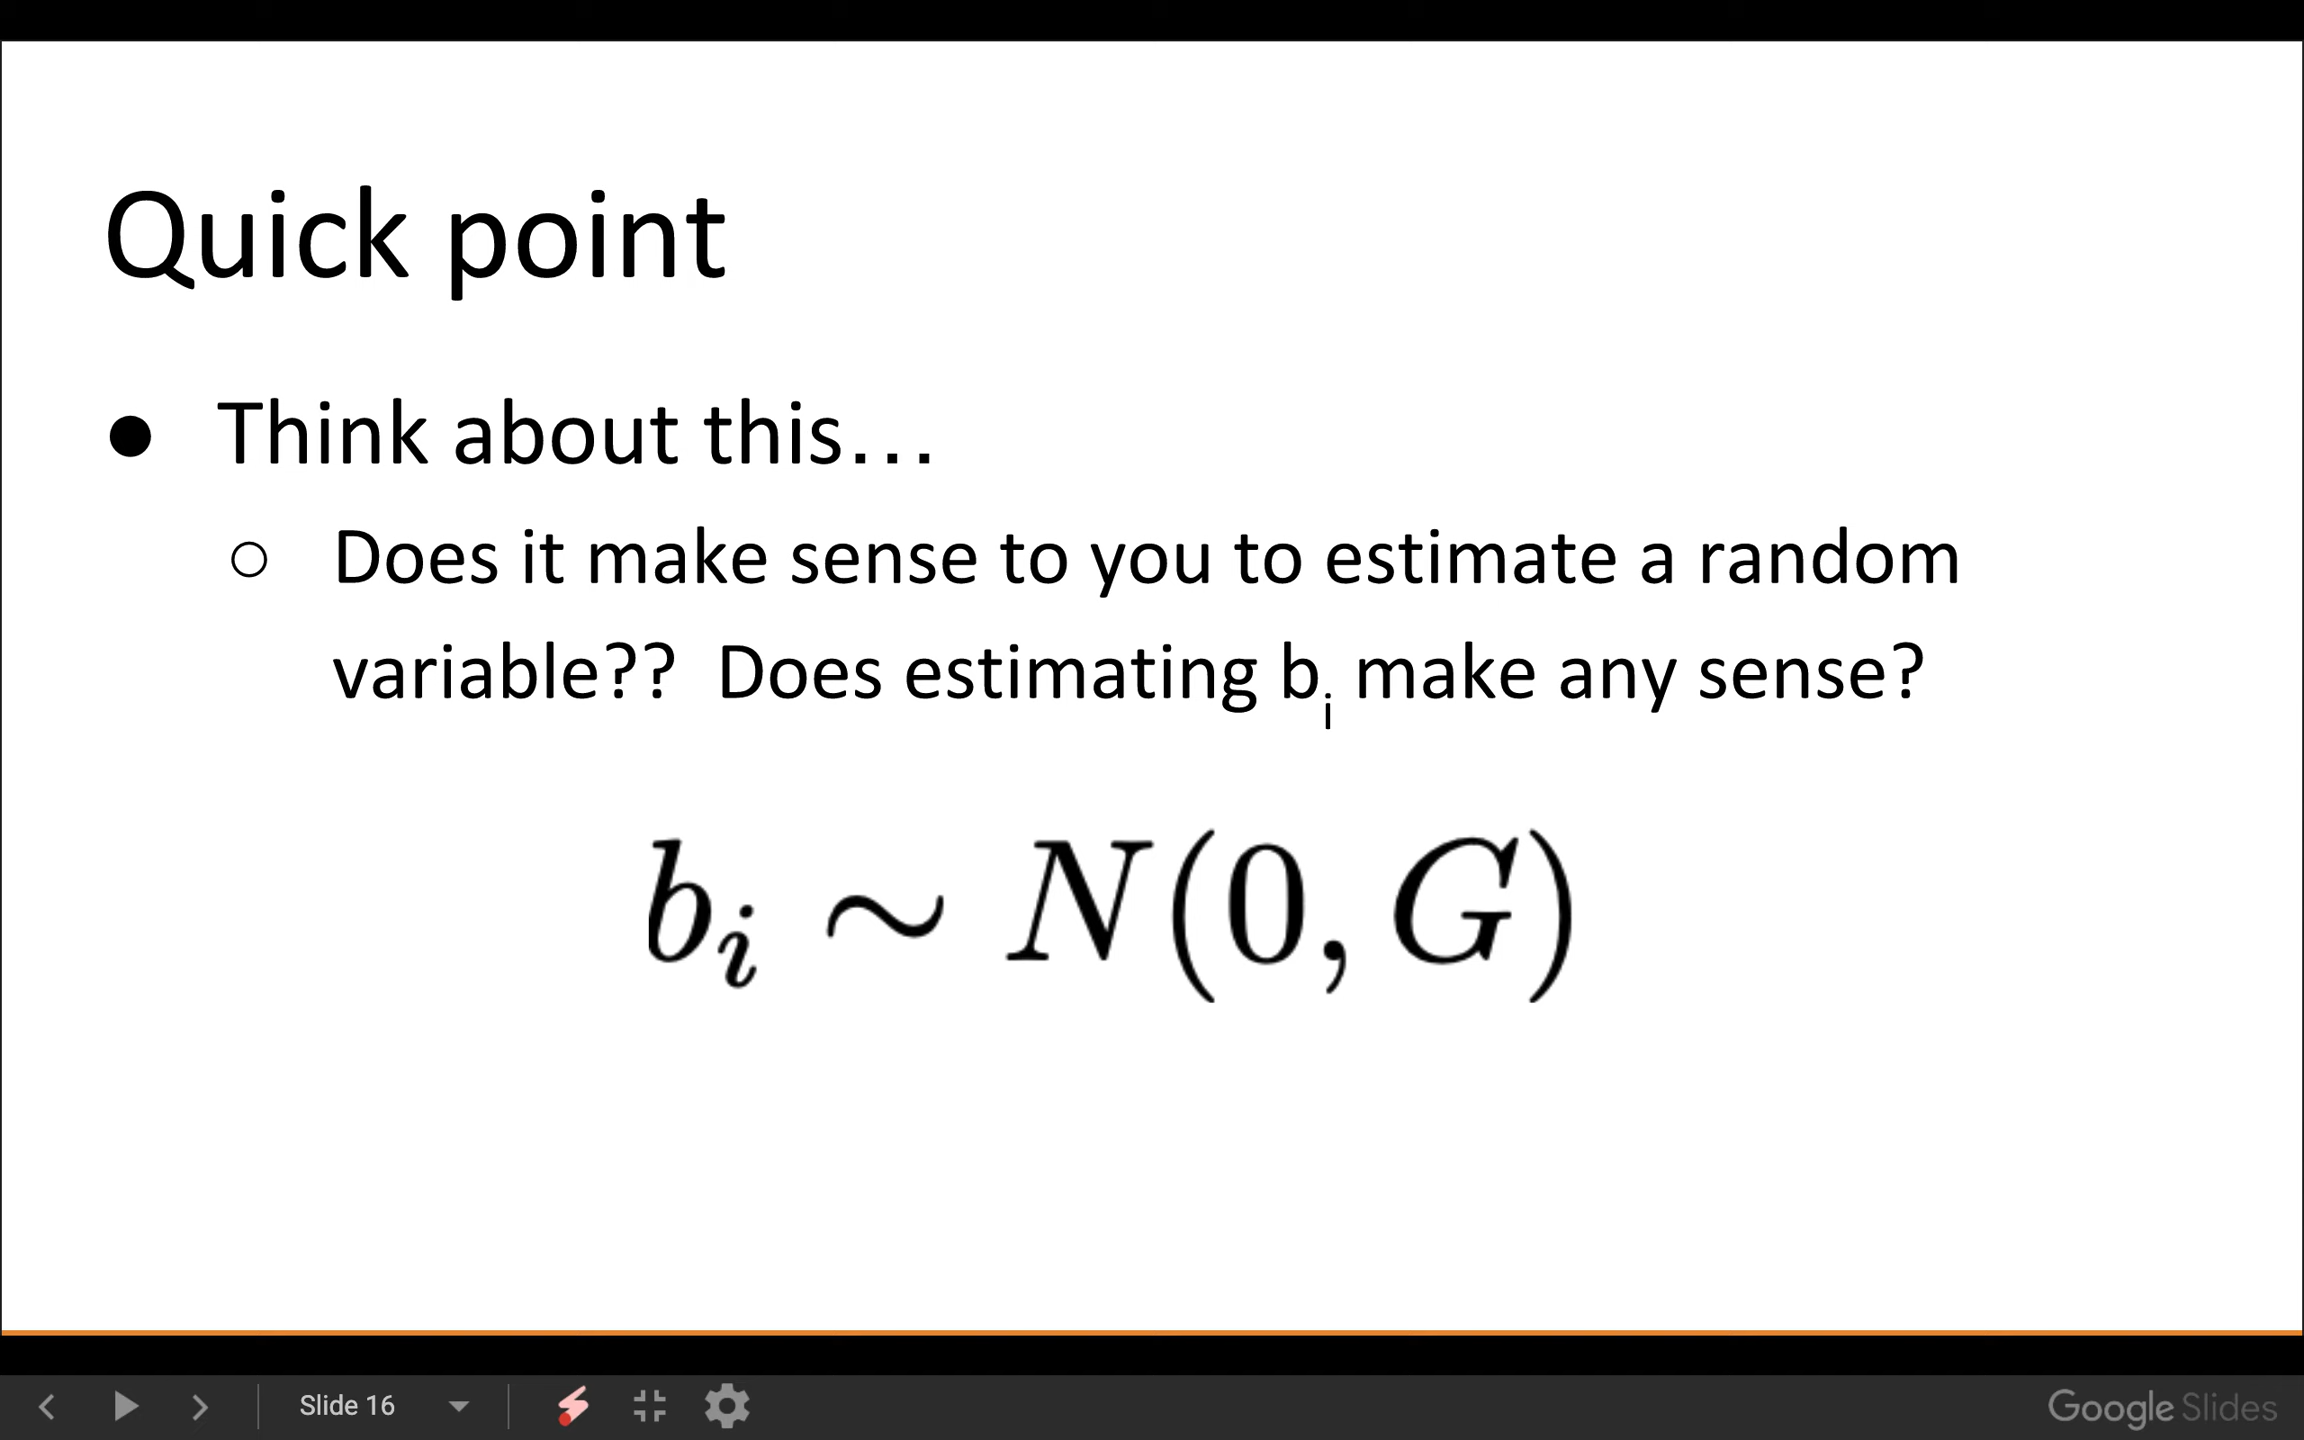 Quick point
● Think about this…
○ Does it make sense to you to estimate a random
variable?? Does estimating bᵢ make any sense?
bᵢ ~ N(0, G)
Slide 16
Google Slides